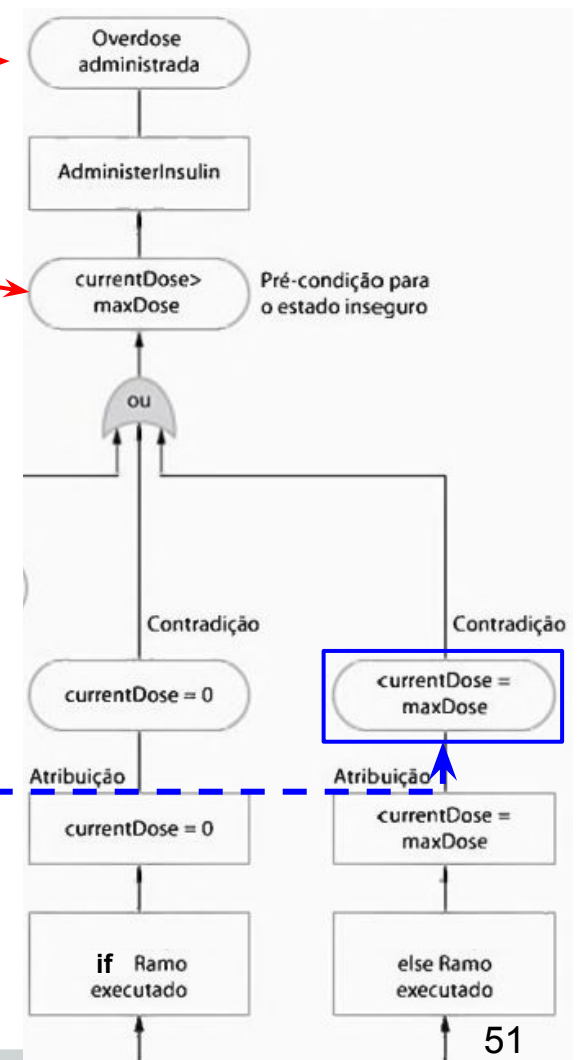 Overdose
administrada
AdministerInsulin
currentDose>
maxDose
Pré-condição para
o estado inseguro
ou
Contradição
Contradição
currentDose = 0
currentDose =
maxDose
Atribuição
Atribuição
currentDose = 0
currentDose =
maxDose
if Ramo
executado
else Ramo
executado
51